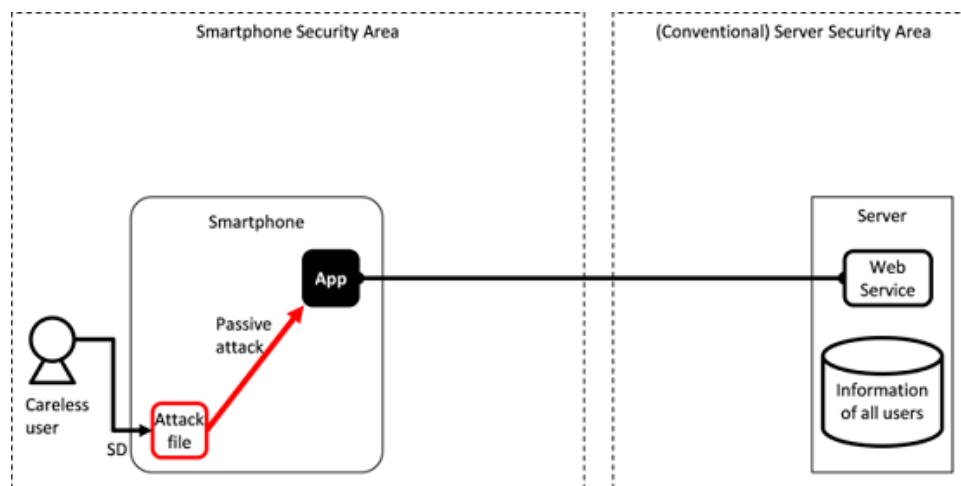 Smartphone Security Area
(Conventional) Server Security Area
Smartphone
Server
App
Web
Service
Passive
attack
Careless
user
SD
Attack
file
Information
of all users